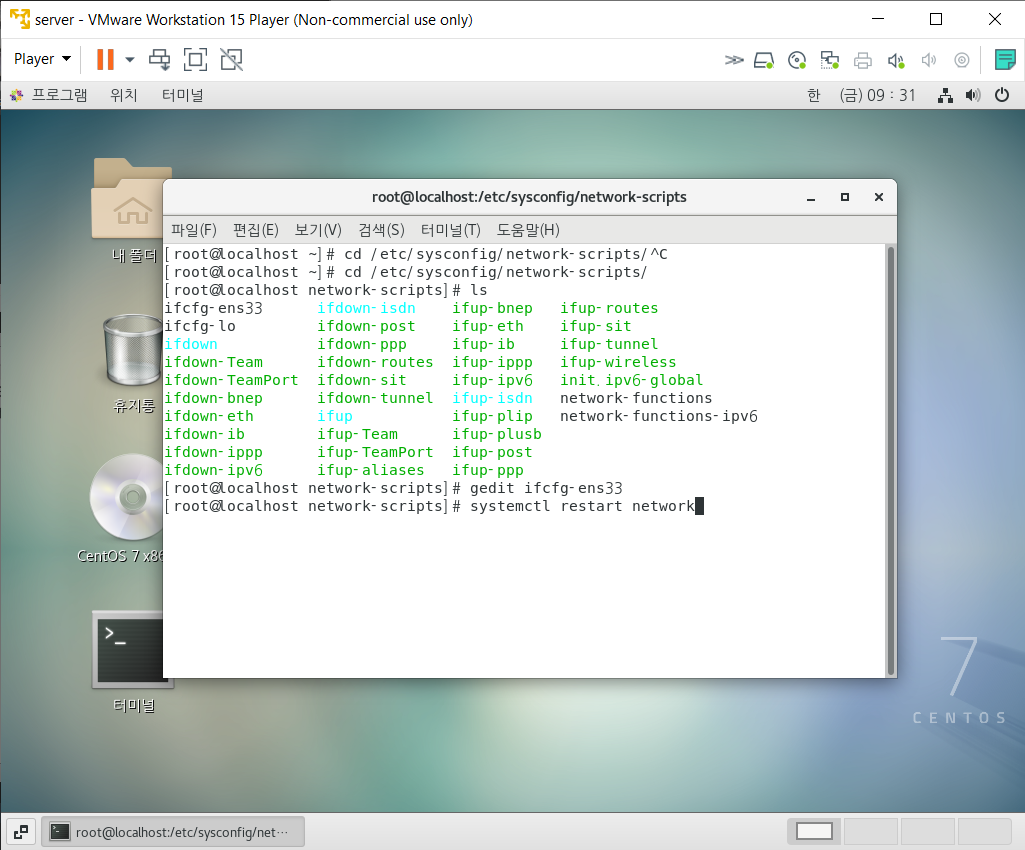 server - VMware Workstation 15 Player (Non-commercial use only)
Player
프로그램 위치 터미널 한 (금) 09 : 31
root@localhost:/etc/sysconfig/network-scripts
파일(F) 편집(E) 보기(V) 검색(S) 터미널(T) 도움말(H)
[root@localhost ~]# cd /etc/sysconfig/network-scripts/^C
[root@localhost ~]# cd /etc/sysconfig/network-scripts/
[root@localhost network-scripts]# ls
ifcfg-ens33 ifdown-isdn ifup-bnep ifup-routes
ifcfg-lo ifdown-post ifup-eth ifup-sit
ifdown ifdown-ppp ifup-ib ifup-tunnel
ifdown-Team ifdown-routes ifup-ippp ifup-wireless
ifdown-TeamPort ifdown-sit ifup-ipv6 init.ipv6-global
ifdown-bnep ifdown-tunnel ifup-isdn network-functions
ifdown-eth ifup ifup-plip network-functions-ipv6
ifdown-ib ifup-Team ifup-plusb
ifdown-ippp ifup-TeamPort ifup-post
ifdown-ipv6 ifup-aliases ifup-ppp
[root@localhost network-scripts]# gedit ifcfg-ens33
[root@localhost network-scripts]# systemctl restart network
내 폴더
휴지통
CentOS 7 x86
>_
터미널
7
CENTOS
root@localhost:/etc/sysconfig/net···